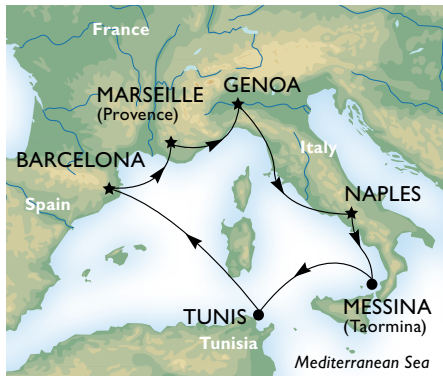 France
MARSEILLE
(Provence)
GENOA
BARCELONA
Italy
Spain
NAPLES
MESSINA
(Taormina)
TUNIS
Tunisia
Mediterranean Sea